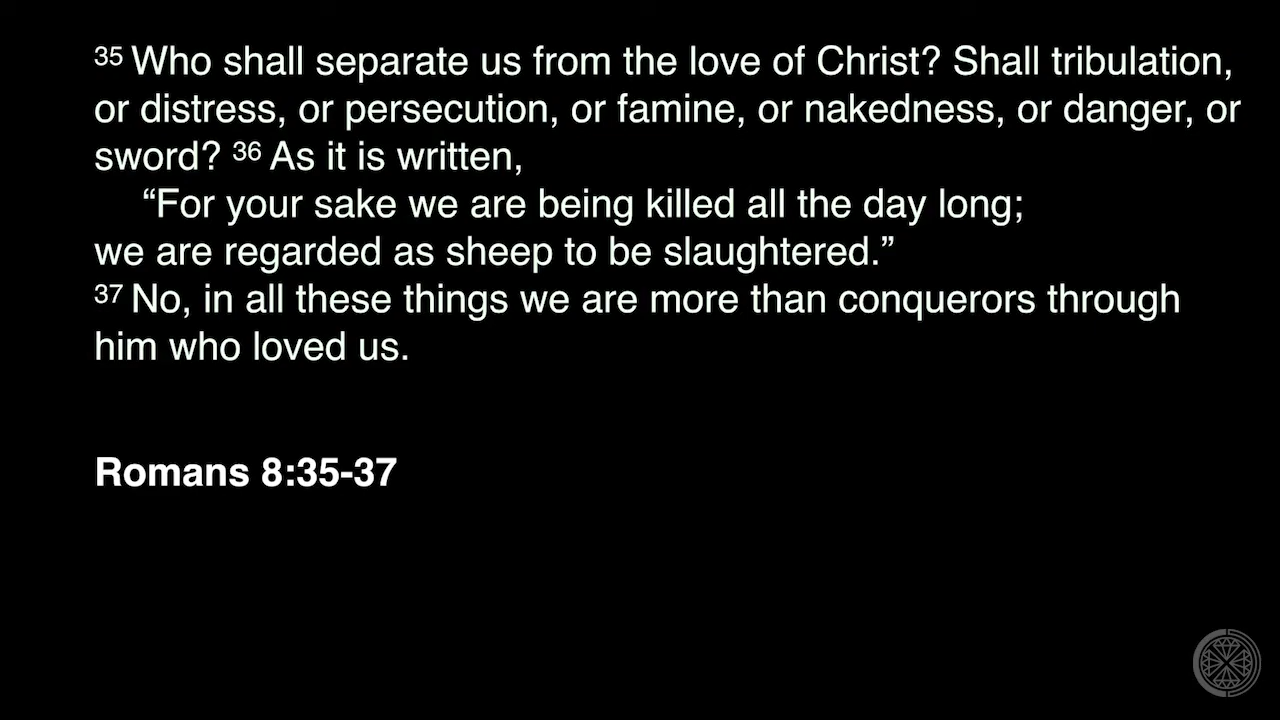 35 Who shall separate us from the love of Christ? Shall tribulation,
or distress, or persecution, or famine, or nakedness, or danger, or
sword? 36 As it is written,
“For your sake we are being killed all the day long;
we are regarded as sheep to be slaughtered.”
37 No, in all these things we are more than conquerors through
him who loved us.
Romans 8:35-37